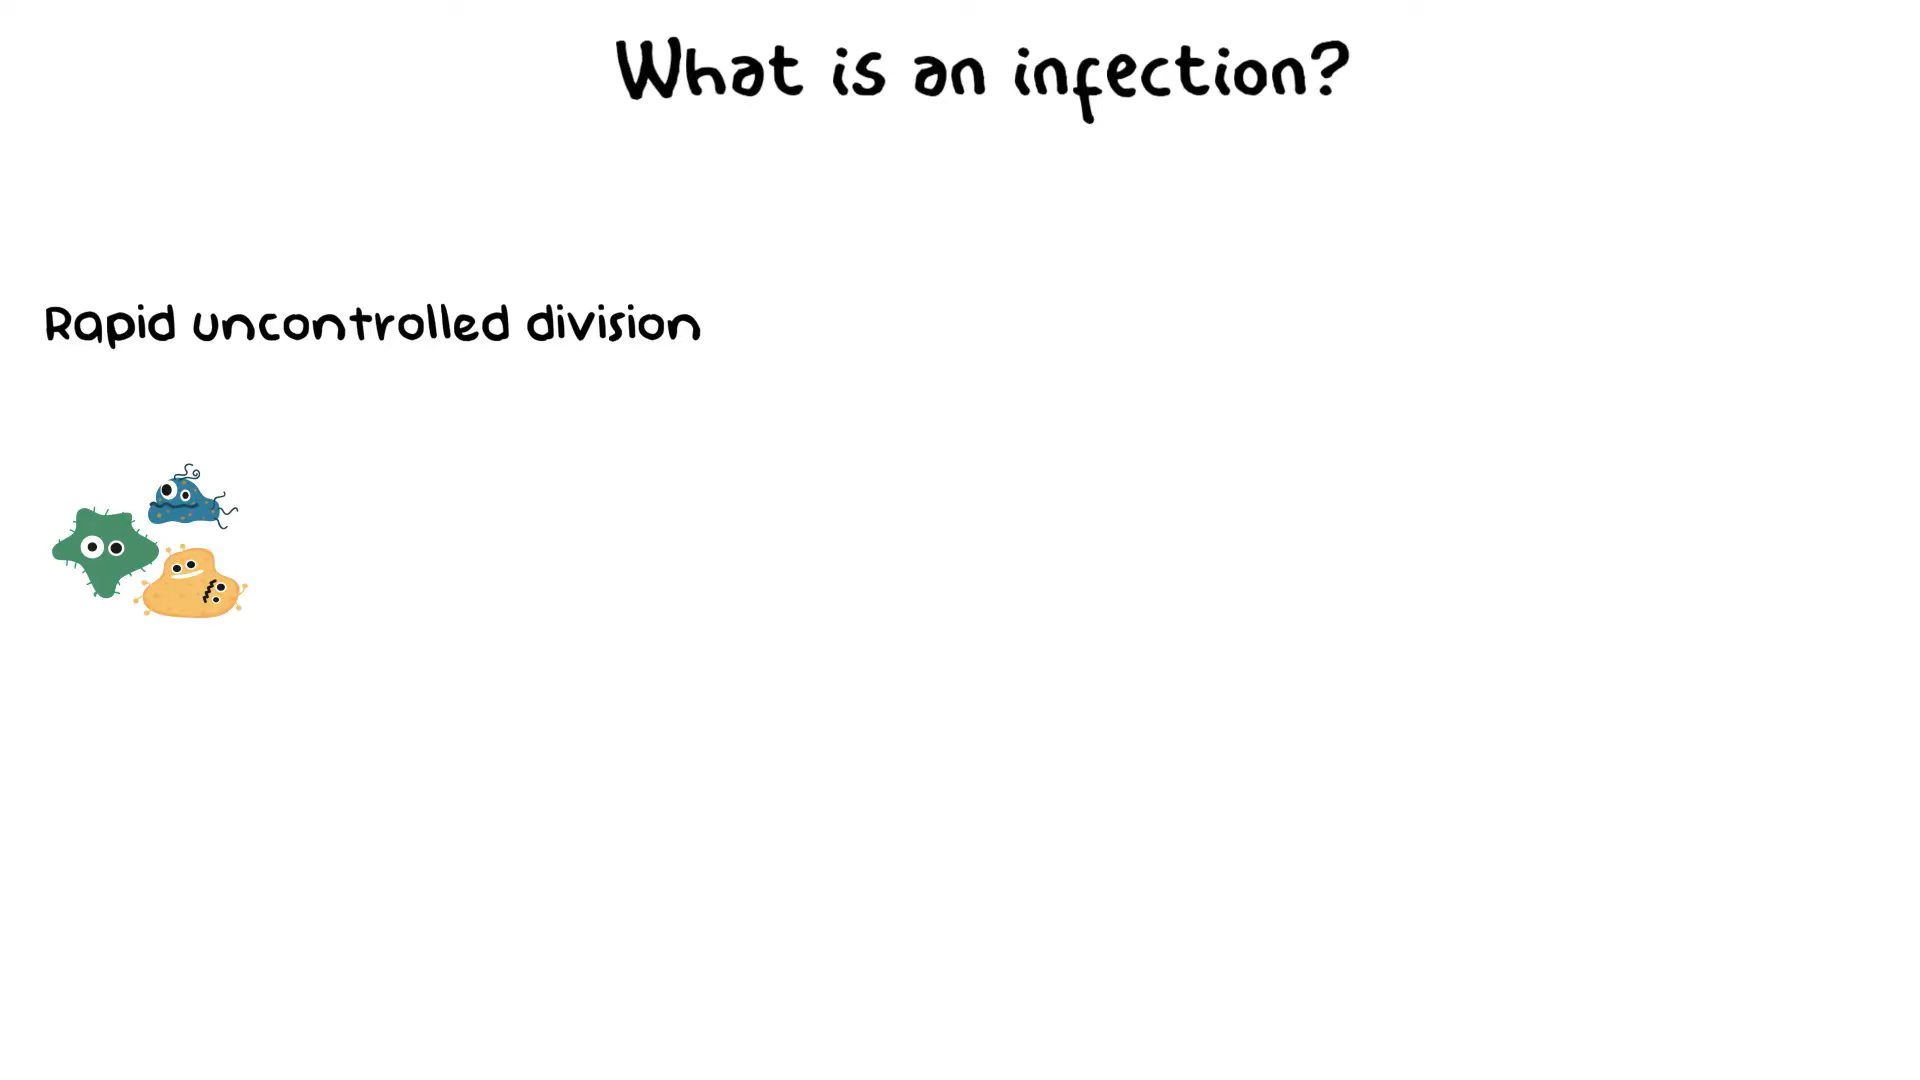 What is an infection?
Rapid uncontrolled division